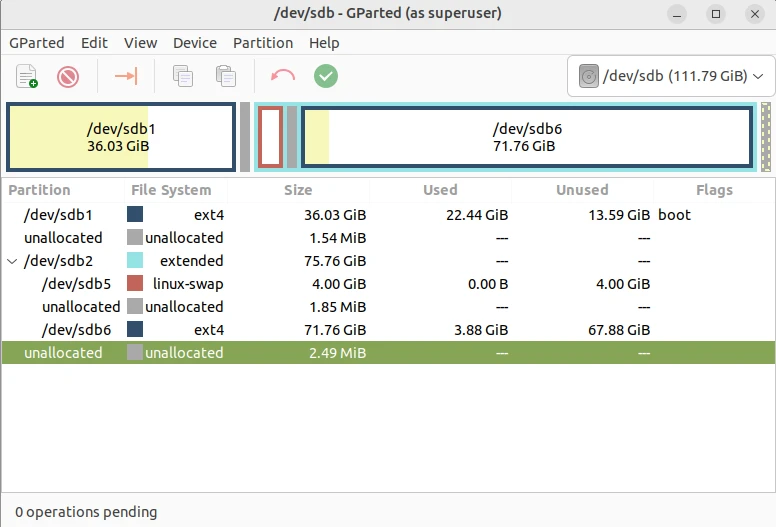 /dev/sdb - GParted (as superuser)
GParted Edit View Device Partition Help
/dev/sdb (111.79 GiB)
/dev/sdb1
36.03 GiB
/dev/sdb6
71.76 GiB
Partition File System Size Used Unused Flags
/dev/sdb1 ext4 36.03 GiB 22.44 GiB 13.59 GiB boot
unallocated unallocated 1.54 MiB --- ---
/dev/sdb2 extended 75.76 GiB --- ---
/dev/sdb5 linux-swap 4.00 GiB 0.00 B 4.00 GiB
unallocated unallocated 1.85 MiB --- ---
/dev/sdb6 ext4 71.76 GiB 3.88 GiB 67.88 GiB
unallocated unallocated 2.49 MiB --- ---
0 operations pending